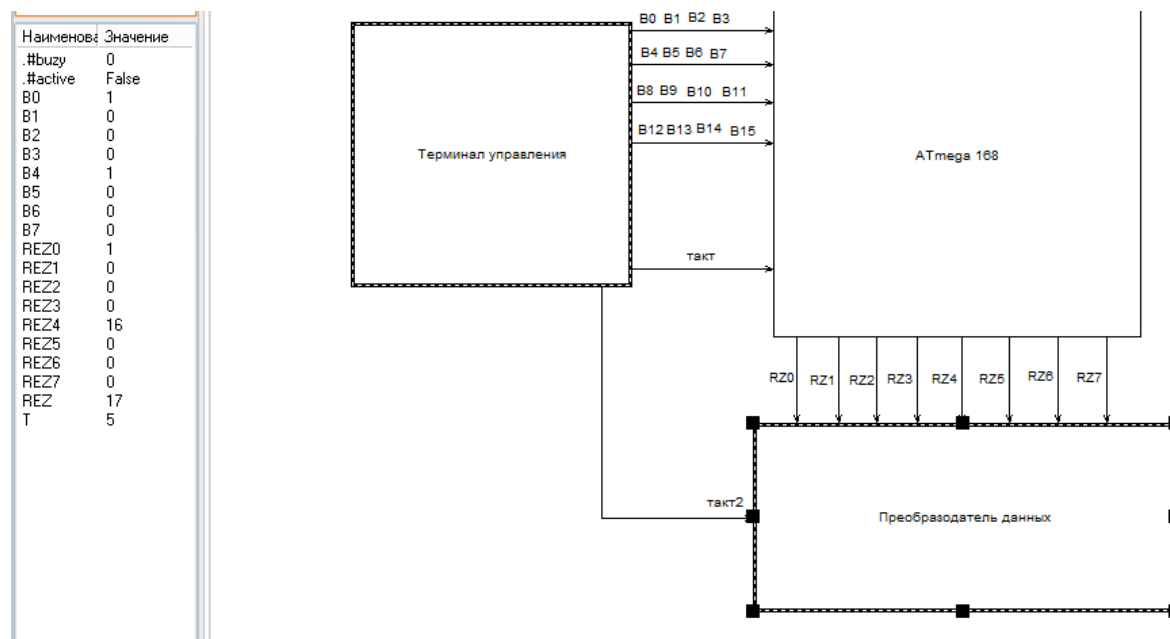 Наименова Значение
.#buzy 0
.#active False
B0 1
B1 0
B2 0
B3 0
B4 1
B5 0
B6 0
B7 0
REZ0 1
REZ1 0
REZ2 0
REZ3 0
REZ4 16
REZ5 0
REZ6 0
REZ7 0
REZ 17
T 5
B0 B1 B2 B3
B4 B5 B6 B7
B8 B9 B10 B11
B12 B13 B14 B15
Терминал управления
ATmega 168
такт
RZ0 RZ1 RZ2 RZ3 RZ4 RZ5 RZ6 RZ7
такт2
Преобразодатель данных